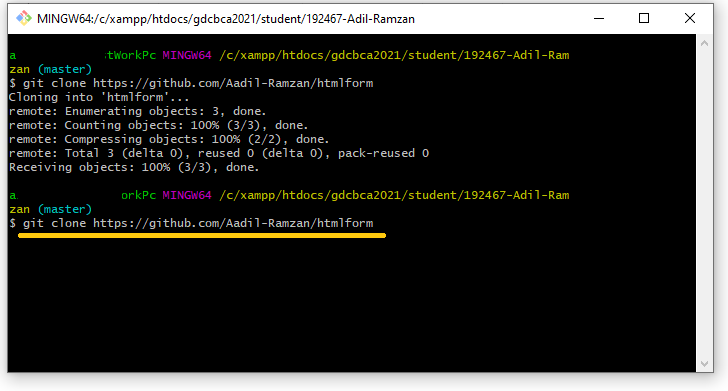 MINGW64:/c/xampp/htdocs/gdcbca2021/student/192467-Adil-Ramzan
a tWorkPc MINGW64 /c/xampp/htdocs/gdcbca2021/student/192467-Adil-Ram
zan (master)
$ git clone https://github.com/Aadil-Ramzan/htmlform
Cloning into 'htmlform'...
remote: Enumerating objects: 3, done.
remote: Counting objects: 100% (3/3), done.
remote: Compressing objects: 100% (2/2), done.
remote: Total 3 (delta 0), reused 0 (delta 0), pack-reused 0
Receiving objects: 100% (3/3), done.
a orkPc MINGW64 /c/xampp/htdocs/gdcbca2021/student/192467-Adil-Ram
zan (master)
$ git clone https://github.com/Aadil-Ramzan/htmlform